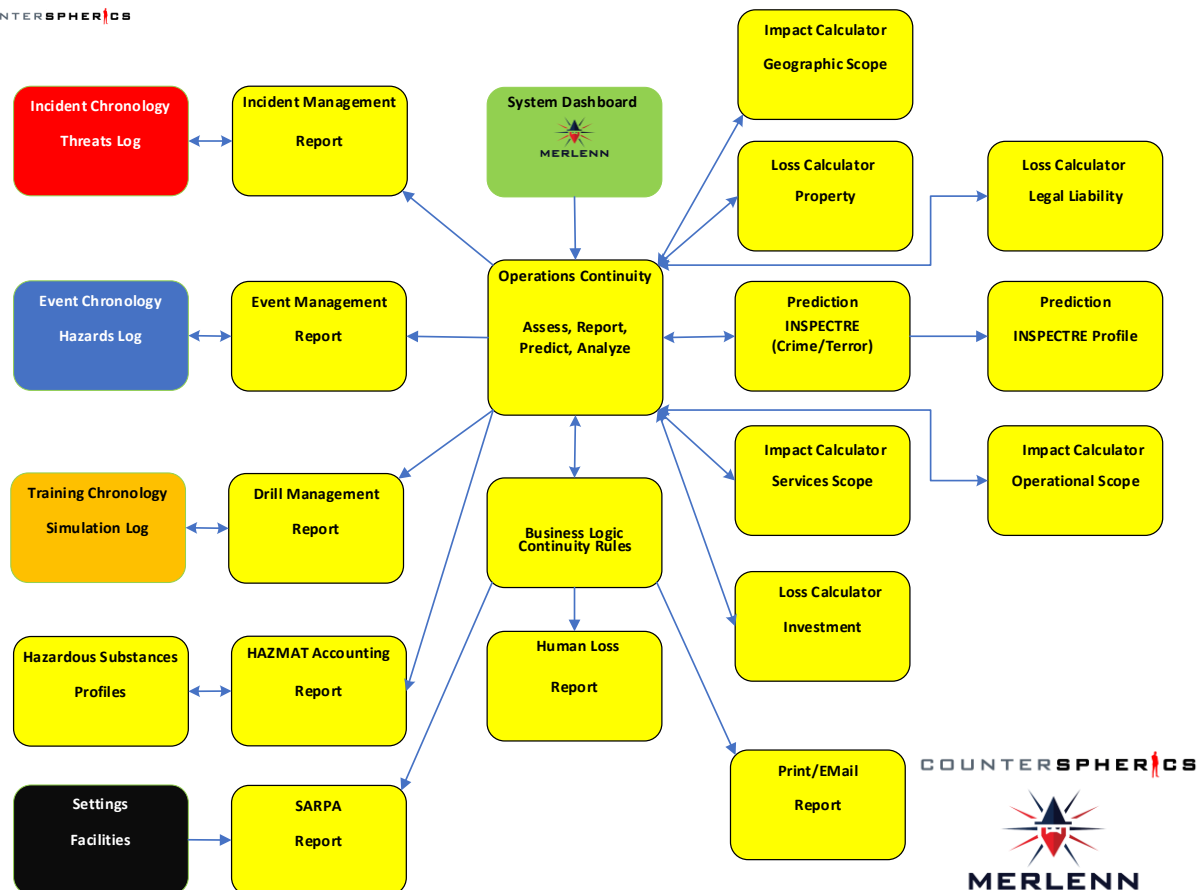 NTERSPHERICS
Impact Calculator
Geographic Scope
Incident Chronology
Threats Log
Incident Management
Report
System Dashboard
MERLENN
Loss Calculator
Property
Loss Calculator
Legal Liability
Operations Continuity
Assess, Report,
Predict, Analyze
Event Chronology
Hazards Log
Event Management
Report
Prediction
INSPECTRE
(Crime/Terror)
Prediction
INSPECTRE Profile
Impact Calculator
Services Scope
Impact Calculator
Operational Scope
Training Chronology
Simulation Log
Drill Management
Report
Business Logic
Continuity Rules
Loss Calculator
Investment
Hazardous Substances
Profiles
HAZMAT Accounting
Report
Human Loss
Report
Print/EMail
Report
Settings
Facilities
SARPA
Report
COUNTERSPHERICS
MERLENN